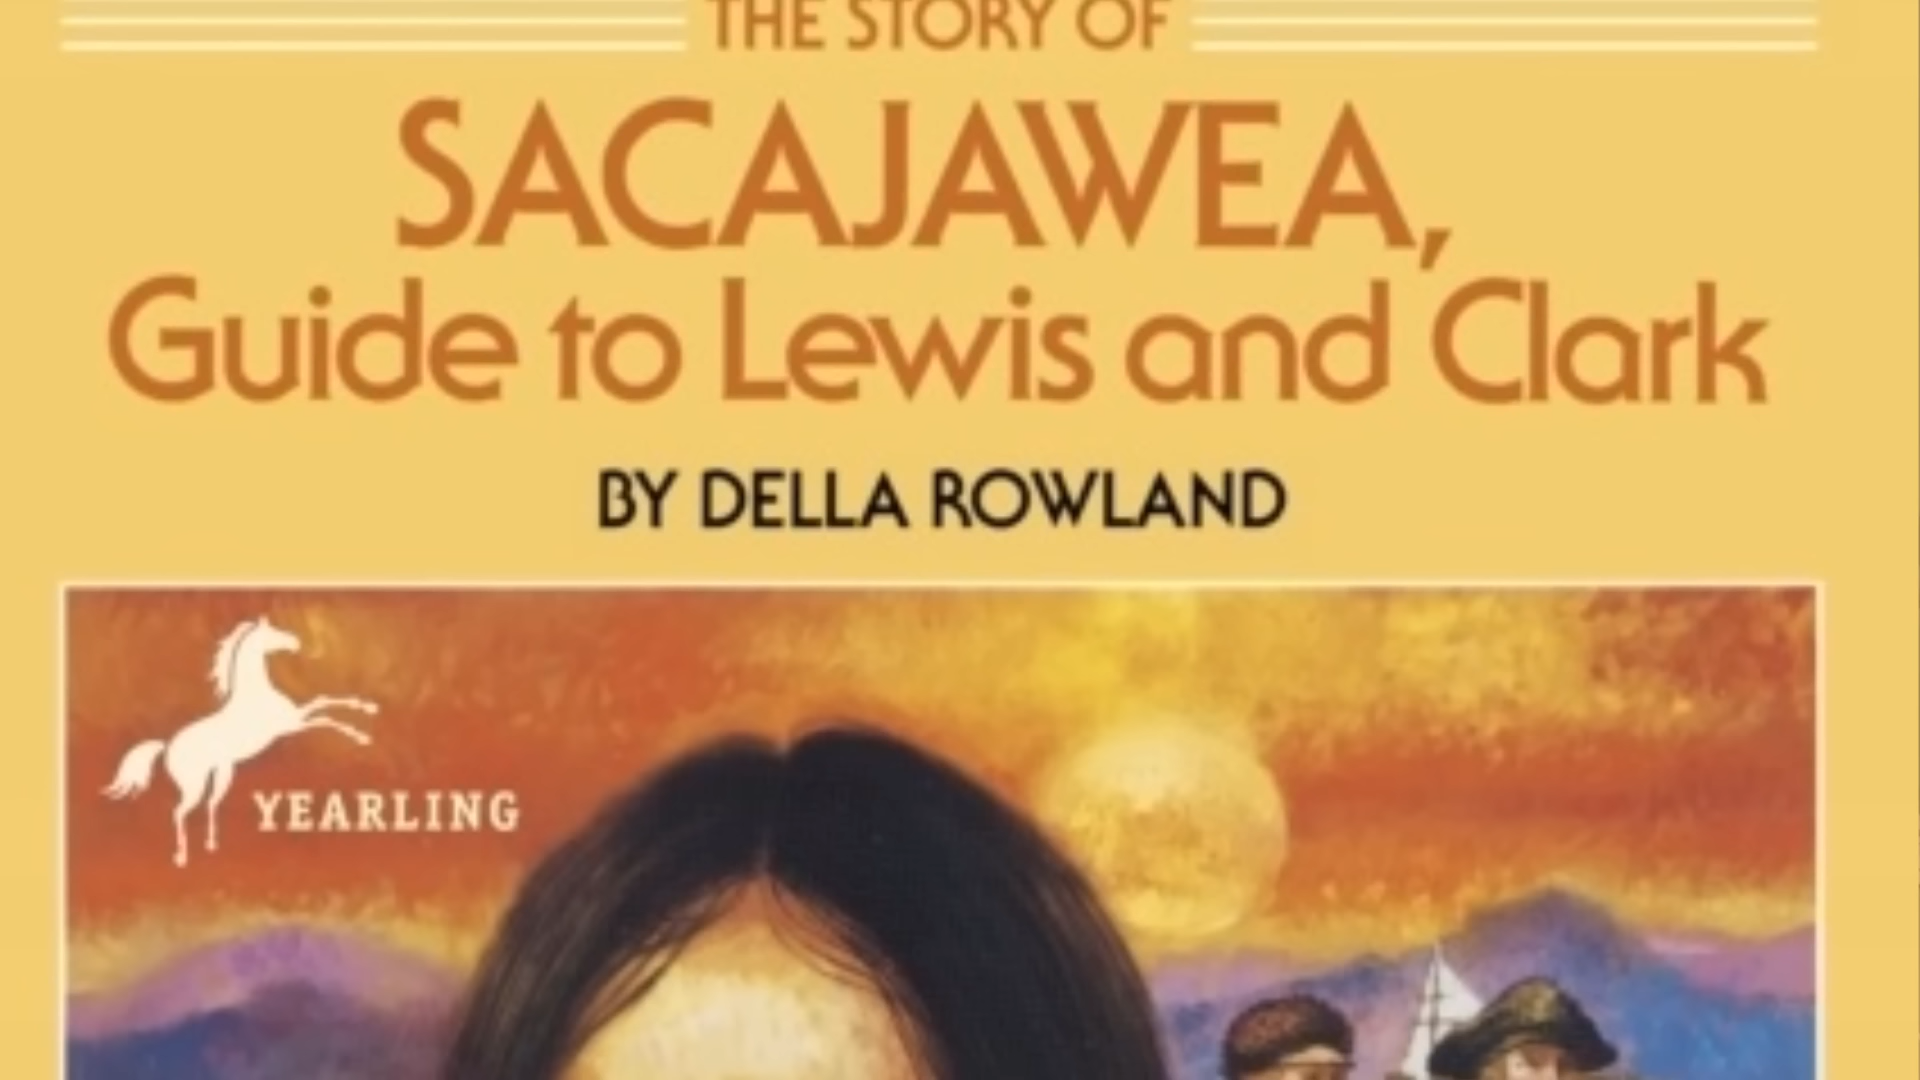 THE STORY OF
SACAJAWEA,
Guide to Lewis and Clark
BY DELLA ROWLAND
YEARLING